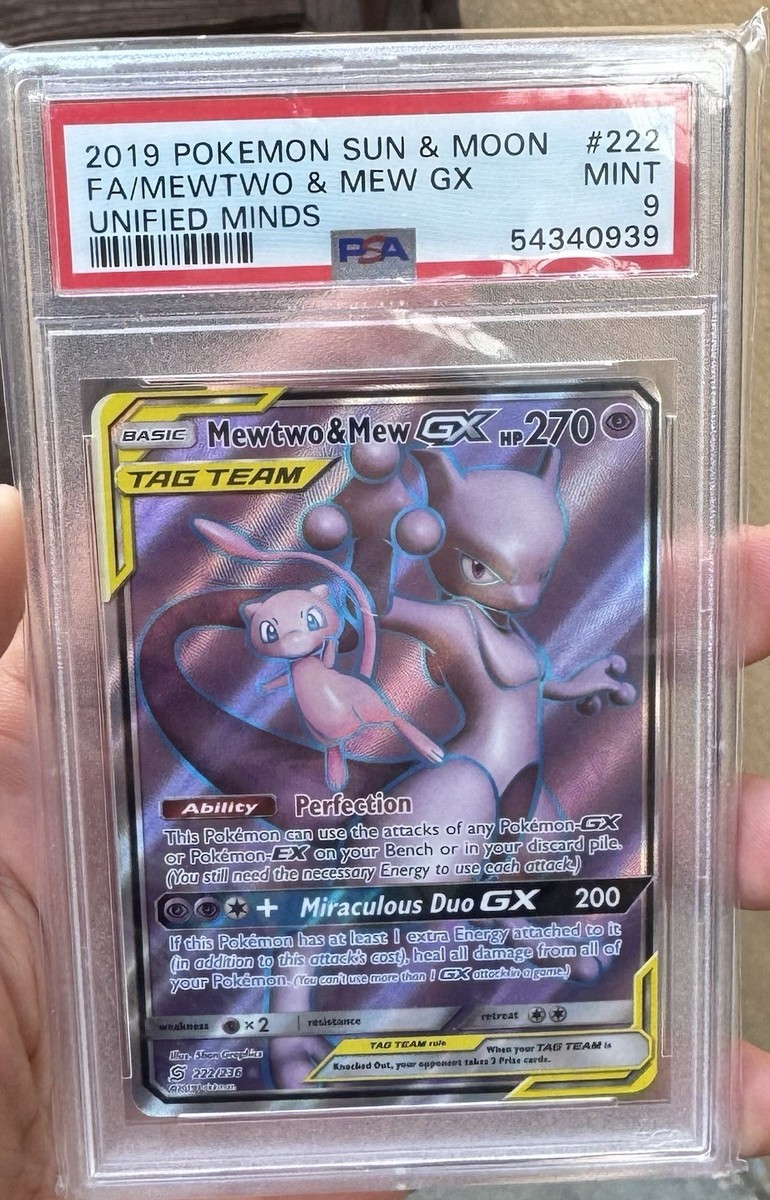 2019 POKEMON SUN & MOON #222
FA/MEWTWO & MEW GX MINT
UNIFIED MINDS 9
PSA 54340939
BASIC Mewtwo&Mew GX HP270
TAG TEAM
Ability Perfection
This Pokémon can use the attacks of any Pokémon-GX
or Pokémon-EX on your Bench or in your discard pile.
(You still need the necessary Energy to use each attack.)
+ Miraculous Duo GX 200
If this Pokémon has at least 1 extra Energy attached to it
(in addition to this attack's cost), heal all damage from all of
your Pokémon. (You can't use more than 1 GX attack in a game.)
weakness ×2 resistance retreat
TAG TEAM rule When your TAG TEAM is
Knocked Out, your opponent takes 3 Prize cards.
Illus. 5ban Graphics
222/236